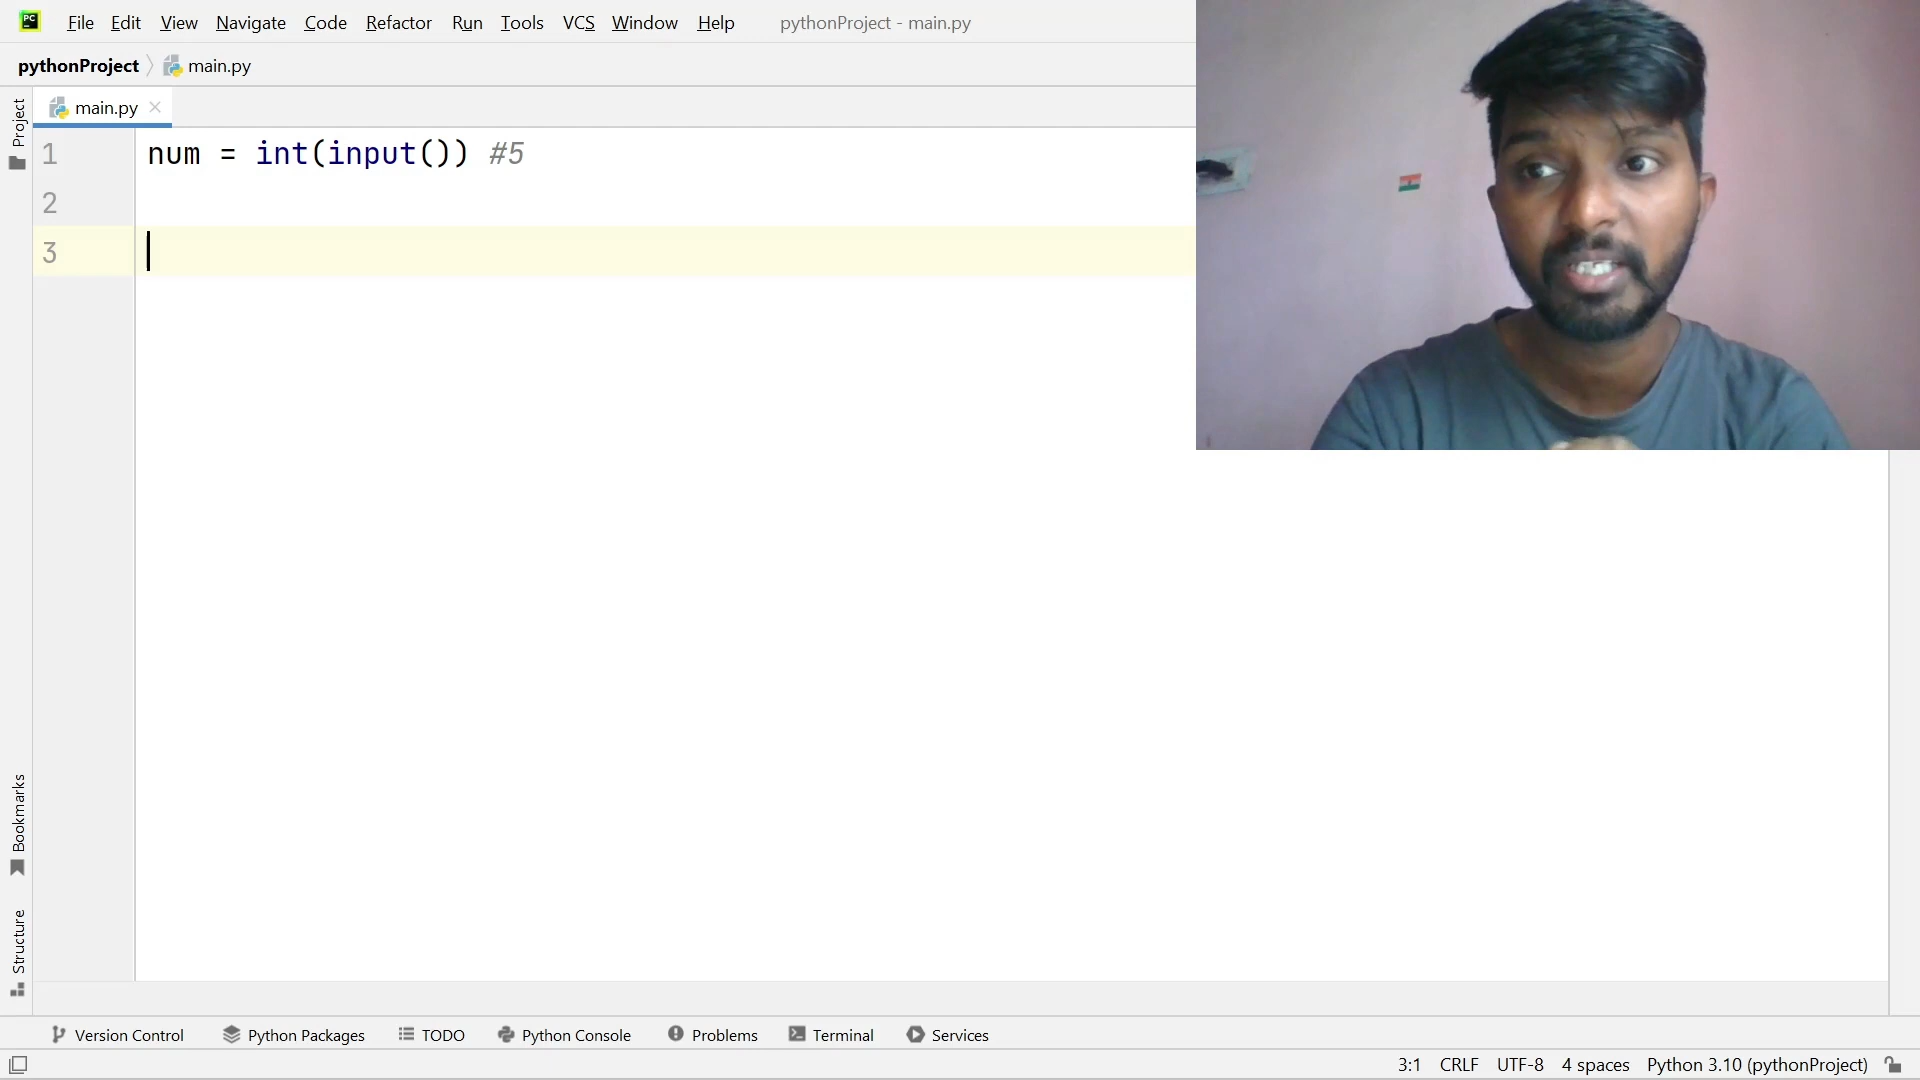 PC
File Edit View Navigate Code Refactor Run Tools VCS Window Help pythonProject - main.py
pythonProject main.py
main.py
Project
1 num = int(input()) #5
2
3
Bookmarks
Structure
Version Control Python Packages TODO Python Console Problems Terminal Services
3:1 CRLF UTF-8 4 spaces Python 3.10 (pythonProject)